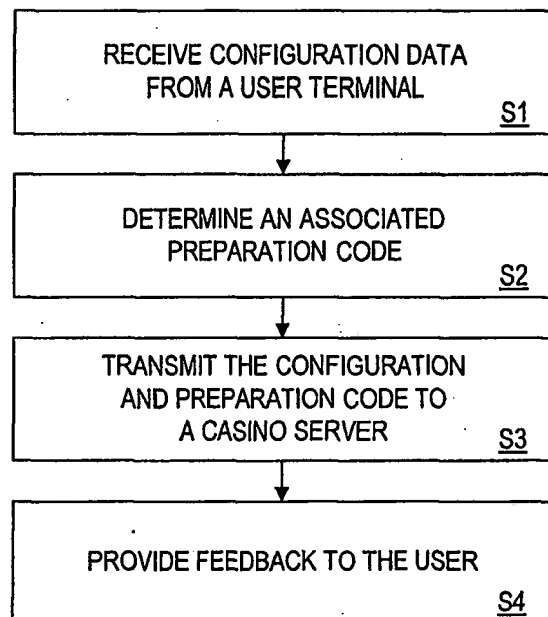 RECEIVE CONFIGURATION DATA
FROM A USER TERMINAL
S1
DETERMINE AN ASSOCIATED
PREPARATION CODE
S2
TRANSMIT THE CONFIGURATION
AND PREPARATION CODE TO
A CASINO SERVER
S3
PROVIDE FEEDBACK TO THE USER
S4